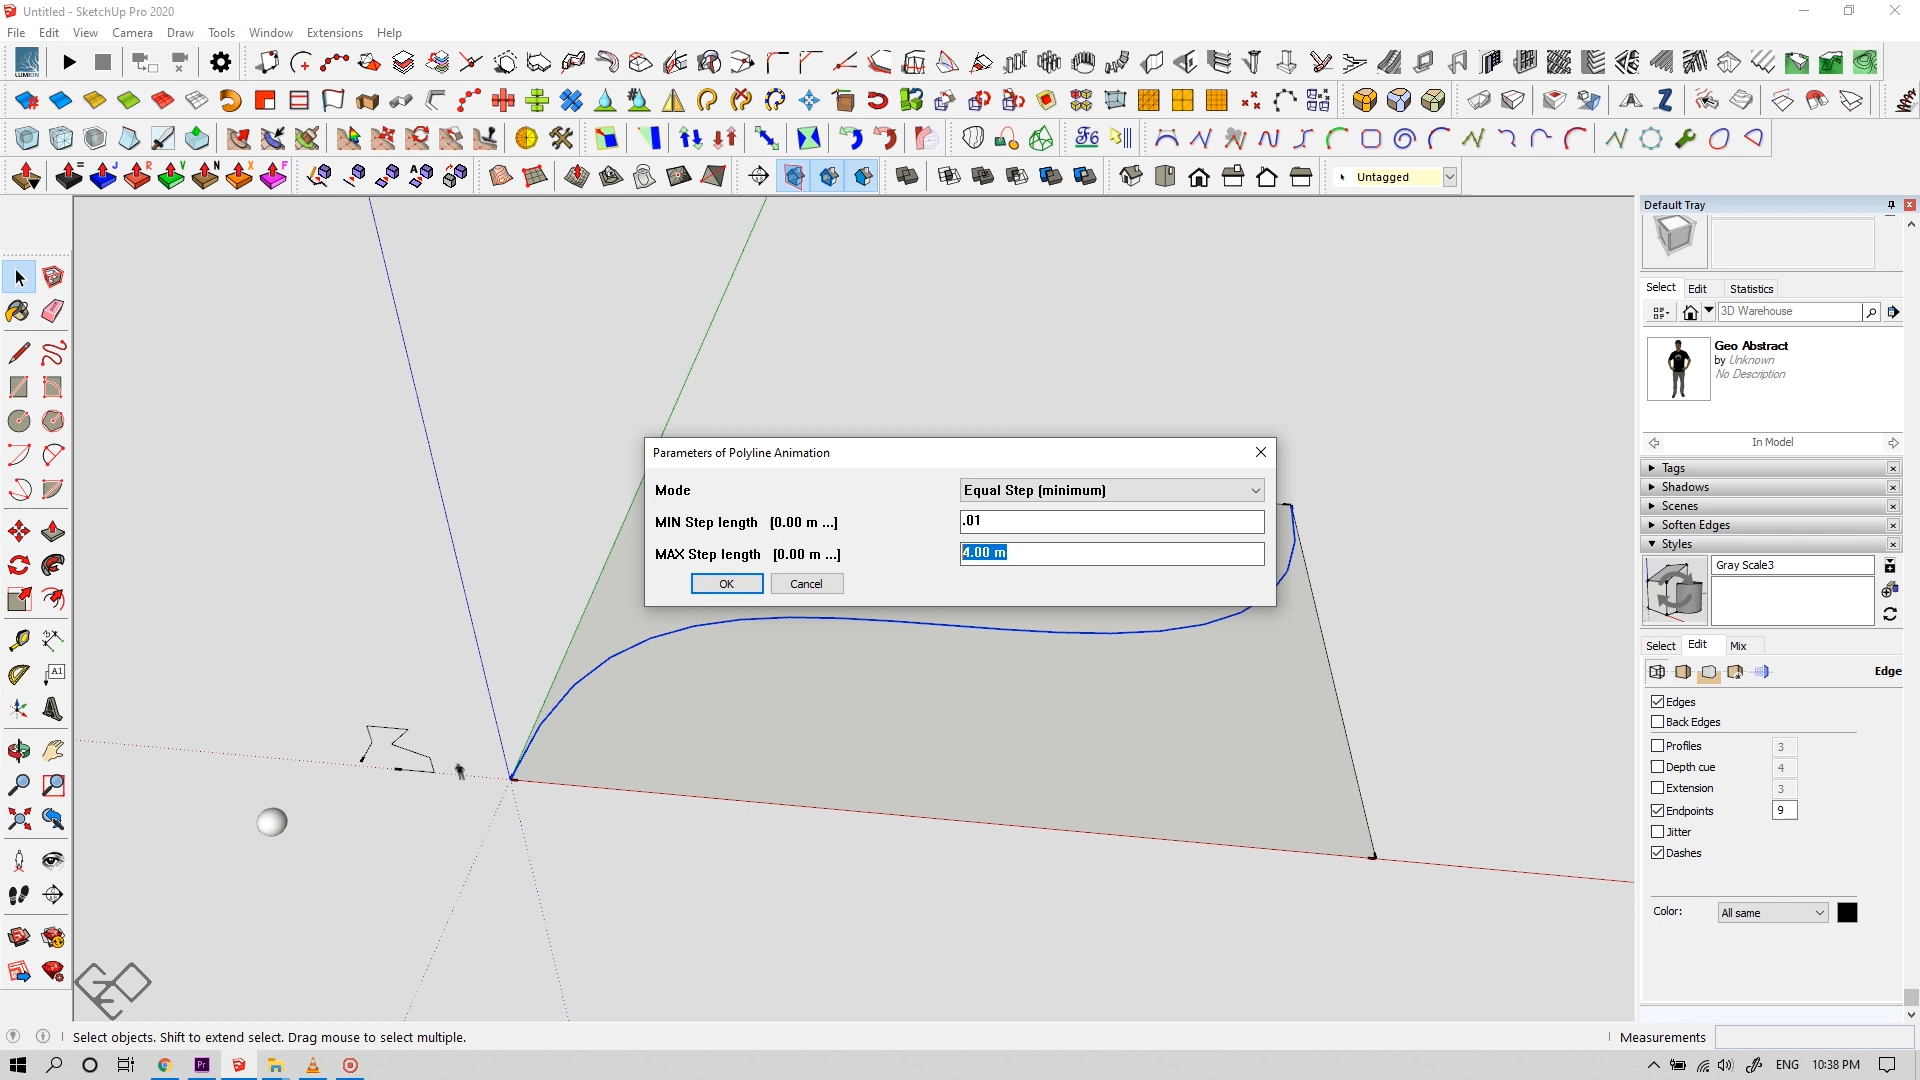 Untitled - SketchUp Pro 2020
File Edit View Camera Draw Tools Window Extensions Help
LUMION
F6
= J R V N X F
Untagged
Default Tray
Select Edit Statistics
3D Warehouse
Geo Abstract
by Unknown
No Description
In Model
Tags
Shadows
Scenes
Soften Edges
Styles
Gray Scale3
Select Edit Mix
Edge
Edges
Back Edges
Profiles 3
Depth cue 4
Extension 3
Endpoints 9
Jitter
Dashes
Color: All same
A1
Parameters of Polyline Animation
Mode Equal Step (minimum)
MIN Step length [0.00 m ...] .01
MAX Step length [0.00 m ...] 4.00 m
OK Cancel
Select objects. Shift to extend select. Drag mouse to select multiple.
Measurements
Pr
ENG 10:38 PM